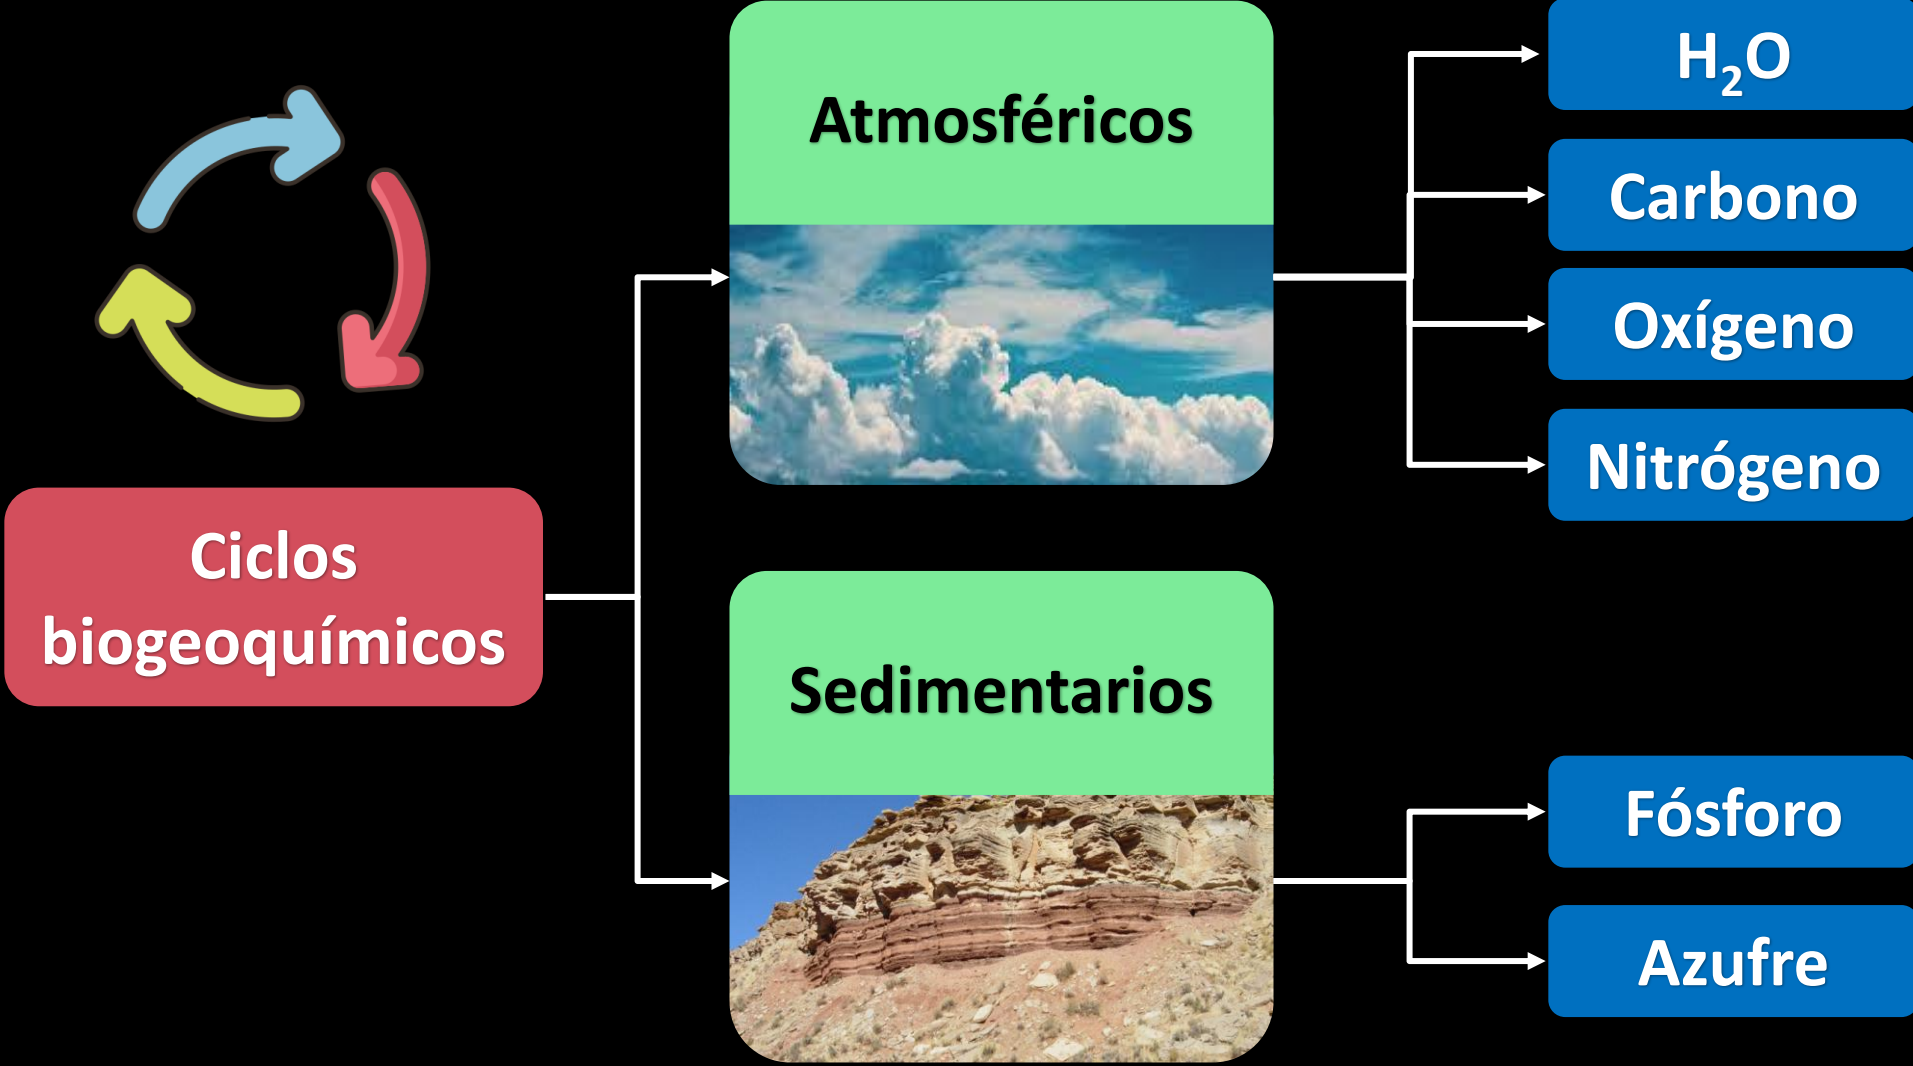 Ciclos
biogeoquímicos
Atmosféricos
H₂O
Carbono
Oxígeno
Nitrógeno
Sedimentarios
Fósforo
Azufre